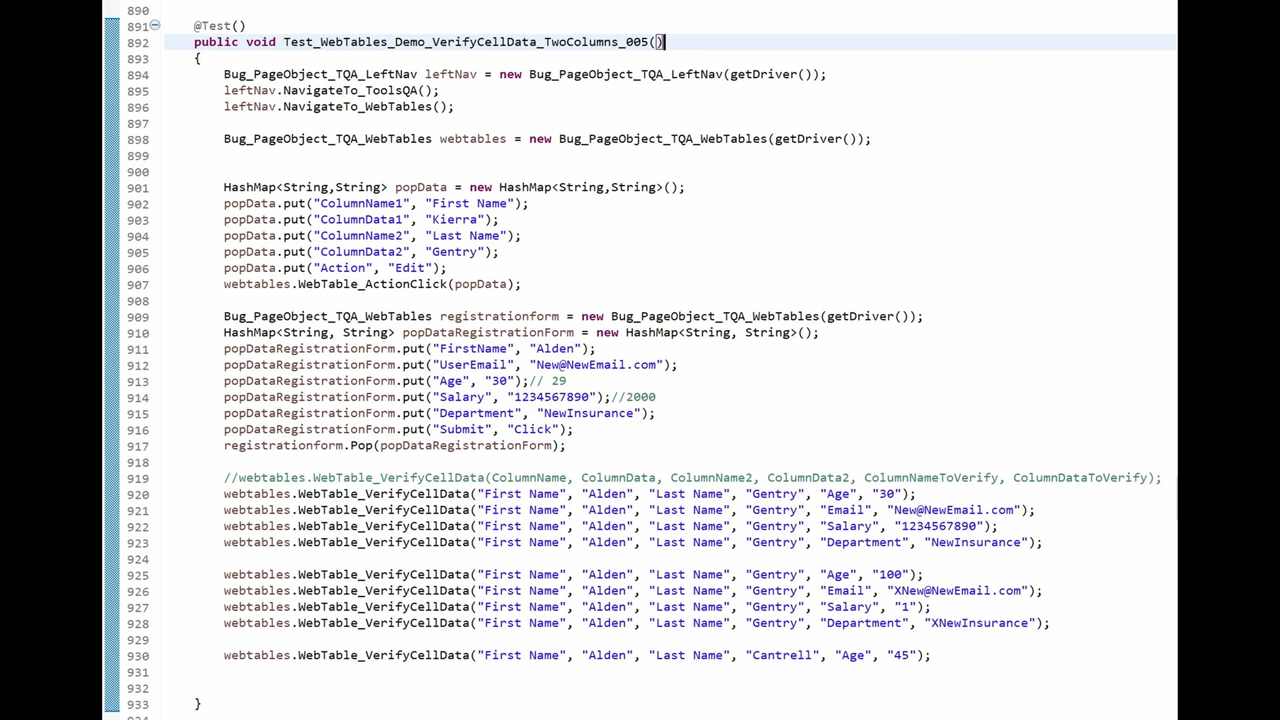 890
891 @Test()
892 public void Test_WebTables_Demo_VerifyCellData_TwoColumns_005()
893 {
894 Bug_PageObject_TQA_LeftNav leftNav = new Bug_PageObject_TQA_LeftNav(getDriver());
895 leftNav.NavigateTo_ToolsQA();
896 leftNav.NavigateTo_WebTables();
897
898 Bug_PageObject_TQA_WebTables webtables = new Bug_PageObject_TQA_WebTables(getDriver());
899
900
901 HashMap<String,String> popData = new HashMap<String,String>();
902 popData.put("ColumnName1", "First Name");
903 popData.put("ColumnData1", "Kierra");
904 popData.put("ColumnName2", "Last Name");
905 popData.put("ColumnData2", "Gentry");
906 popData.put("Action", "Edit");
907 webtables.WebTable_ActionClick(popData);
908
909 Bug_PageObject_TQA_WebTables registrationform = new Bug_PageObject_TQA_WebTables(getDriver());
910 HashMap<String, String> popDataRegistrationForm = new HashMap<String, String>();
911 popDataRegistrationForm.put("FirstName", "Alden");
912 popDataRegistrationForm.put("UserEmail", "New@NewEmail.com");
913 popDataRegistrationForm.put("Age", "30");// 29
914 popDataRegistrationForm.put("Salary", "1234567890");//2000
915 popDataRegistrationForm.put("Department", "NewInsurance");
916 popDataRegistrationForm.put("Submit", "Click");
917 registrationform.Pop(popDataRegistrationForm);
918
919 //webtables.WebTable_VerifyCellData(ColumnName, ColumnData, ColumnName2, ColumnData2, ColumnNameToVerify, ColumnDataToVerify);
920 webtables.WebTable_VerifyCellData("First Name", "Alden", "Last Name", "Gentry", "Age", "30");
921 webtables.WebTable_VerifyCellData("First Name", "Alden", "Last Name", "Gentry", "Email", "New@NewEmail.com");
922 webtables.WebTable_VerifyCellData("First Name", "Alden", "Last Name", "Gentry", "Salary", "1234567890");
923 webtables.WebTable_VerifyCellData("First Name", "Alden", "Last Name", "Gentry", "Department", "NewInsurance");
924
925 webtables.WebTable_VerifyCellData("First Name", "Alden", "Last Name", "Gentry", "Age", "100");
926 webtables.WebTable_VerifyCellData("First Name", "Alden", "Last Name", "Gentry", "Email", "XNew@NewEmail.com");
927 webtables.WebTable_VerifyCellData("First Name", "Alden", "Last Name", "Gentry", "Salary", "1");
928 webtables.WebTable_VerifyCellData("First Name", "Alden", "Last Name", "Gentry", "Department", "XNewInsurance");
929
930 webtables.WebTable_VerifyCellData("First Name", "Alden", "Last Name", "Cantrell", "Age", "45");
931
932
933 }